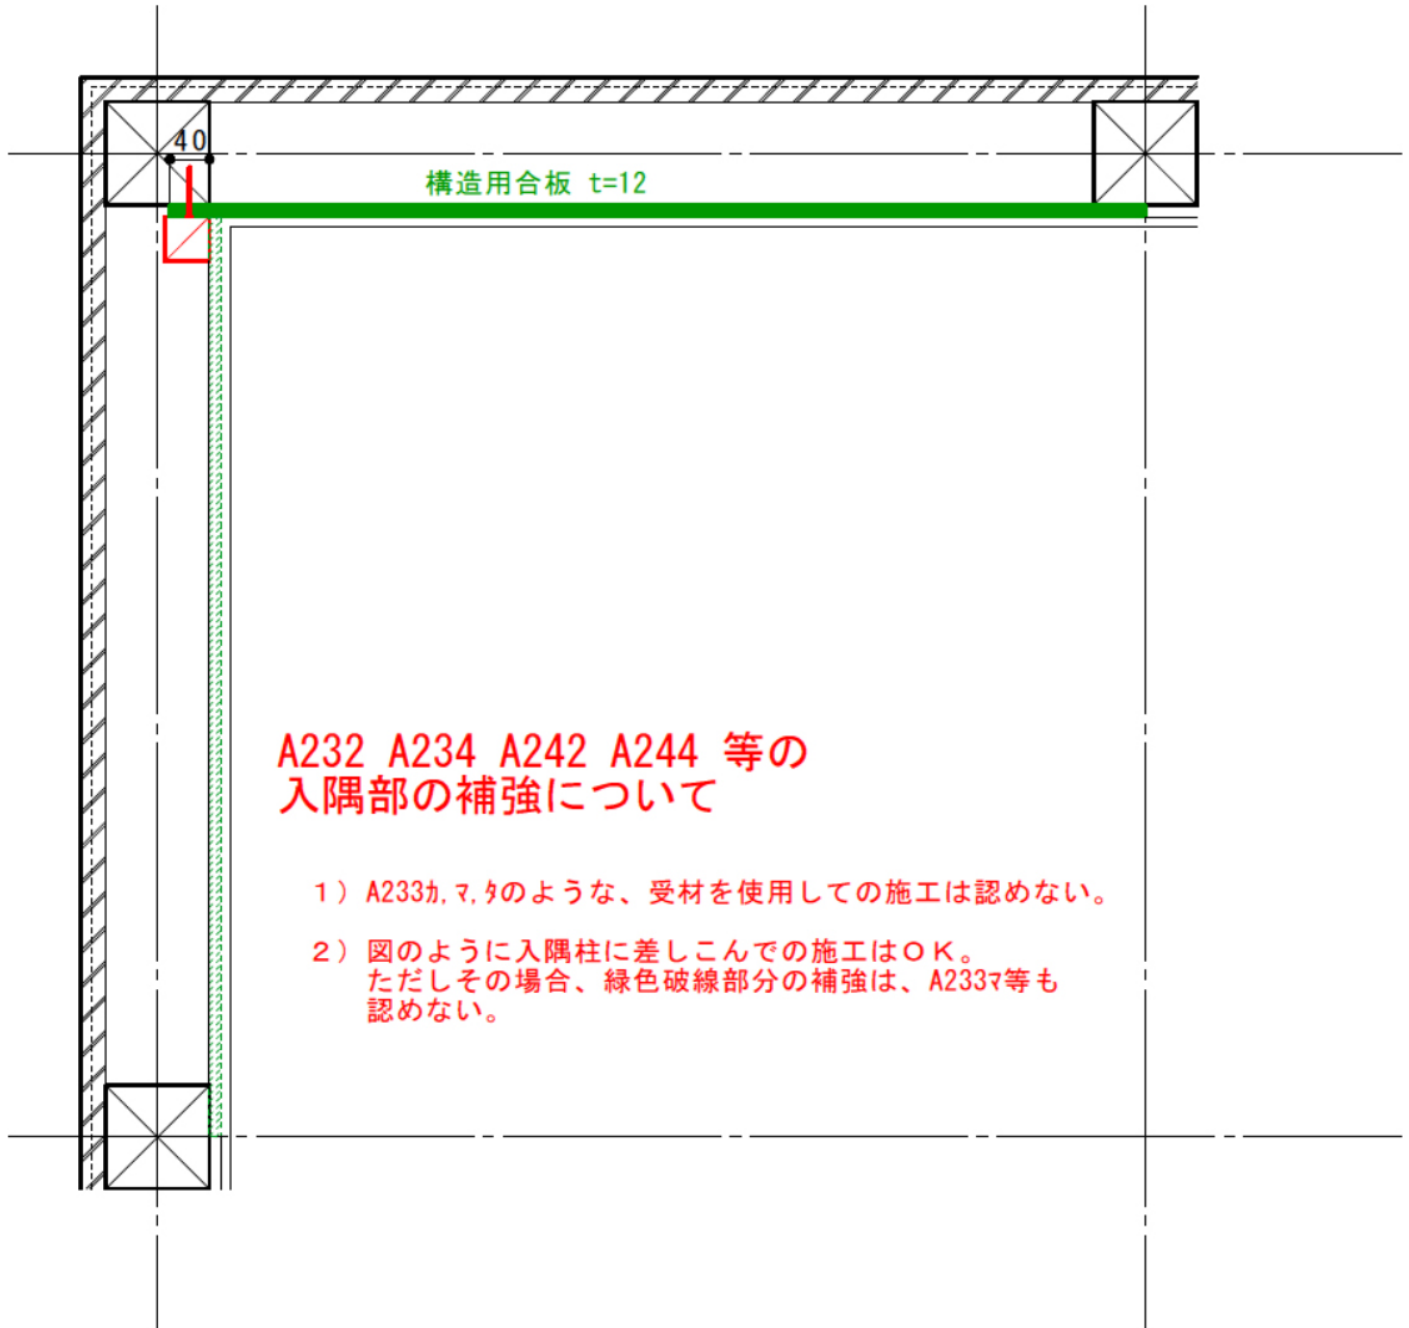 40
構造用合板 t=12
A232 A234 A242 A244 等の
入隅部の補強について
１）A233ｶ,ﾏ,ﾀのような、受材を使用しての施工は認めない。
２）図のように入隅柱に差しこんでの施工はＯＫ。
ただしその場合、緑色破線部分の補強は、A233ﾏ等も
認めない。